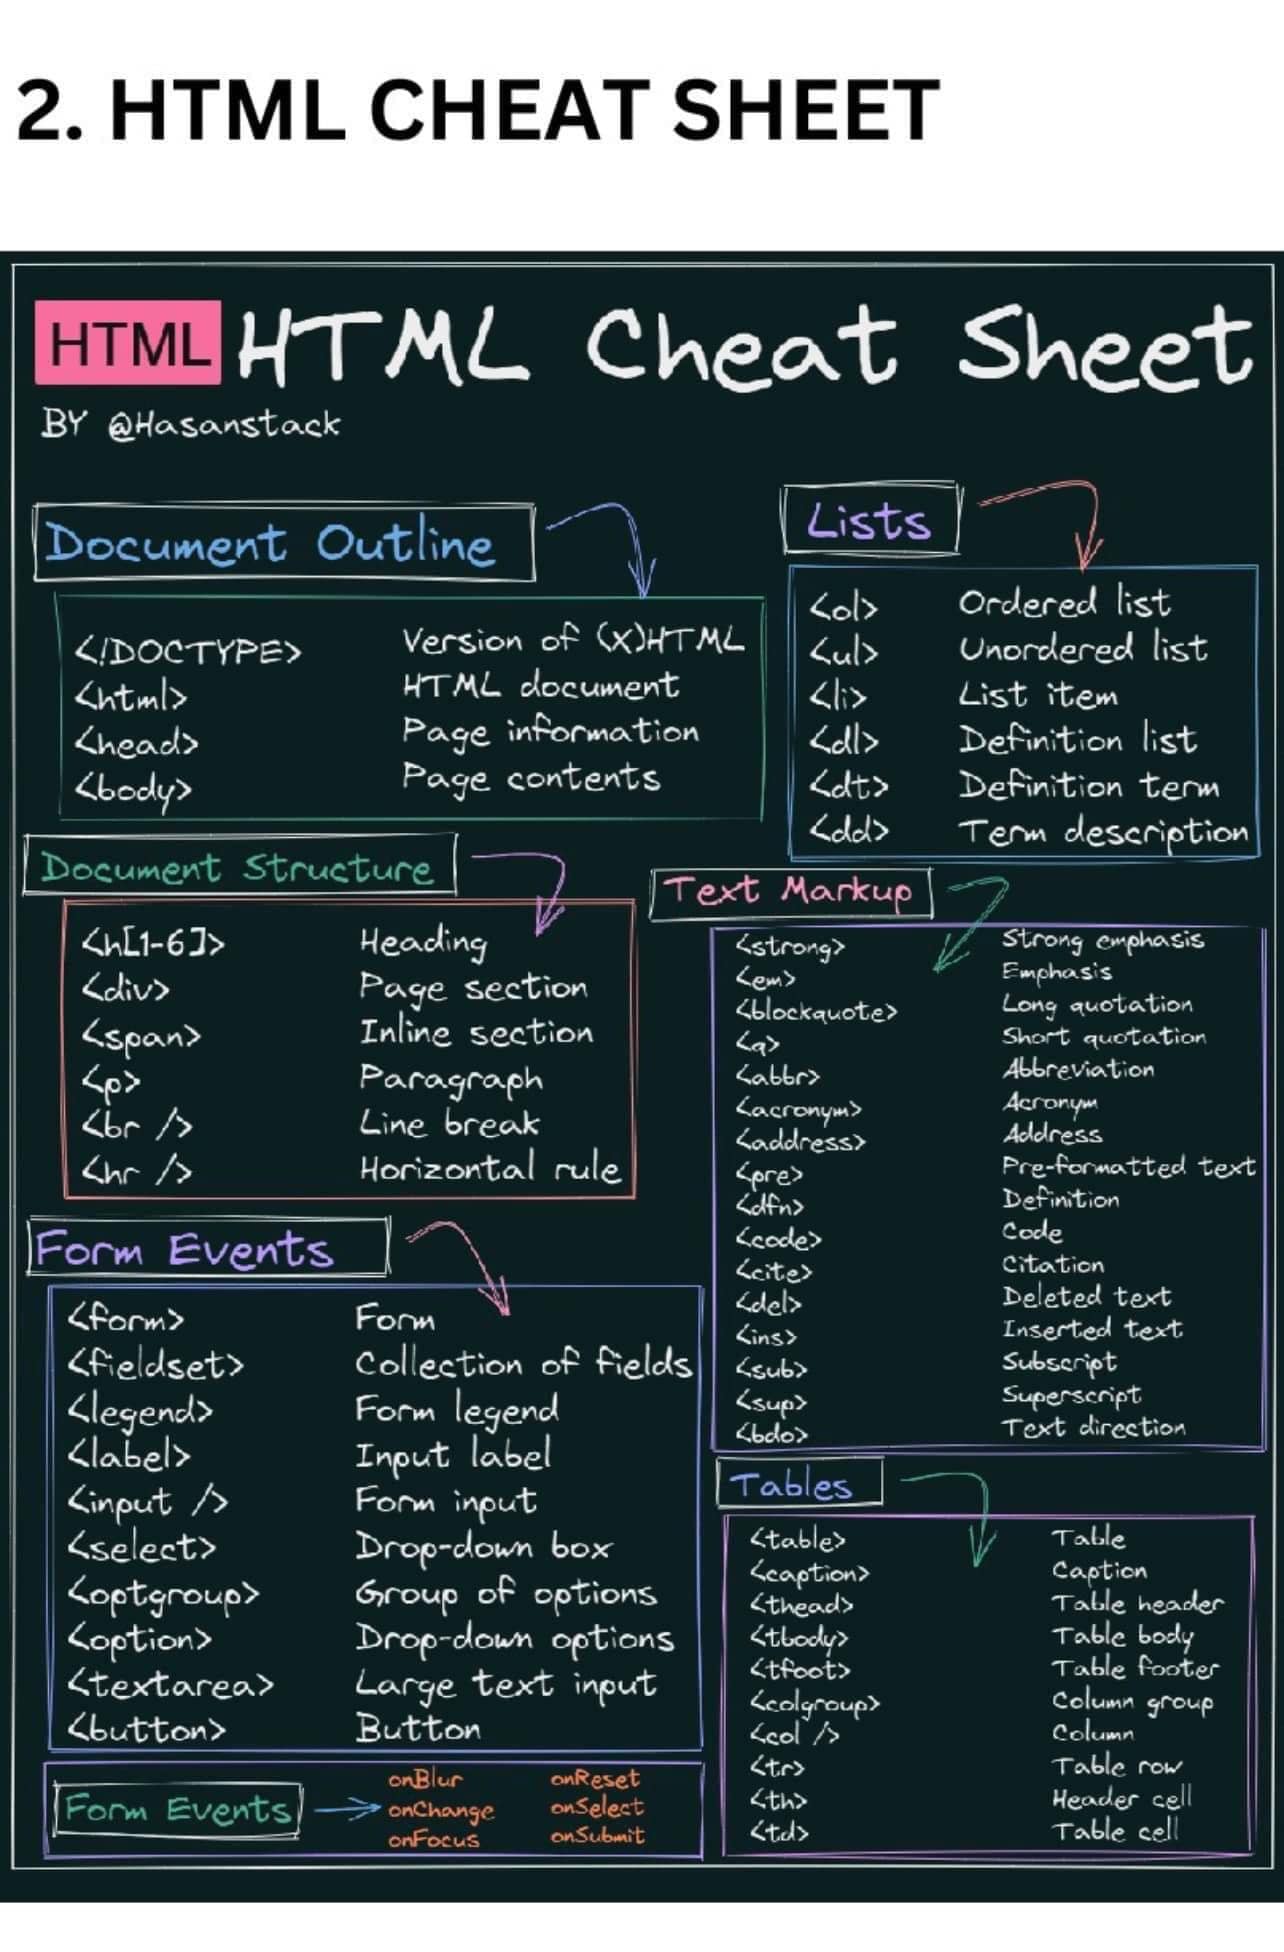 2. HTML CHEAT SHEET
HTML HTML Cheat Sheet
BY @Hasanstack
Document Outline
<!DOCTYPE> Version of (X)HTML
<html> HTML document
<head> Page information
<body> Page contents
Lists
<ol> Ordered list
<ul> Unordered list
<li> List item
<dl> Definition list
<dt> Definition term
<dd> Term description
Document Structure
<h[1-6]> Heading
<div> Page section
<span> Inline section
<p> Paragraph
<br /> Line break
<hr /> Horizontal rule
Text Markup
<strong> Strong emphasis
<em> Emphasis
<blockquote> Long quotation
<q> Short quotation
<abbr> Abbreviation
<acronym> Acronym
<address> Address
<pre> Pre-formatted text
<dfn> Definition
<code> Code
<cite> Citation
<del> Deleted text
<ins> Inserted text
<sub> Subscript
<sup> Superscript
<bdo> Text direction
Form Events
<form> Form
<fieldset> Collection of fields
<legend> Form legend
<label> Input label
<input /> Form input
<select> Drop-down box
<optgroup> Group of options
<option> Drop-down options
<textarea> Large text input
<button> Button
Tables
<table> Table
<caption> Caption
<thead> Table header
<tbody> Table body
<tfoot> Table footer
<colgroup> Column group
<col /> Column
<tr> Table row
<th> Header cell
<td> Table cell
Form Events
onBlur onReset
onChange onSelect
onFocus onSubmit